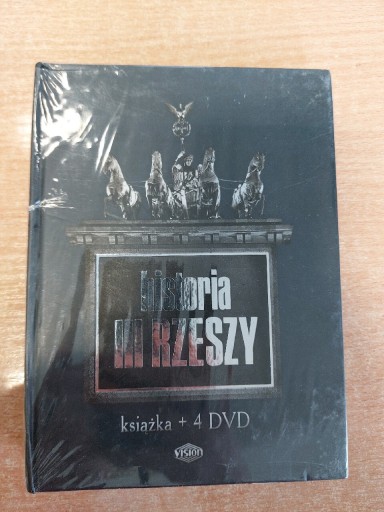 historia
III RZESZY
książka + 4 DVD
VISION